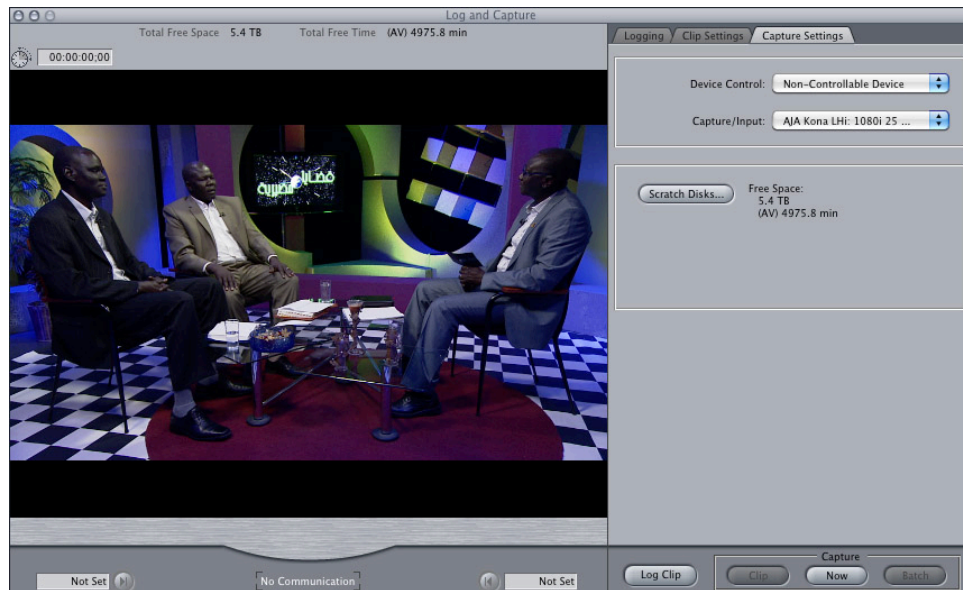 Log and Capture
Total Free Space 5.4 TB Total Free Time (AV) 4975.8 min
00:00:00;00
Logging Clip Settings Capture Settings
Device Control: Non-Controllable Device
Capture/Input: AJA Kona LHi: 1080i 25 ...
Scratch Disks...
Free Space:
5.4 TB
(AV) 4975.8 min
قضايا
مصيرية
Not Set
No Communication
Not Set
Log Clip
Capture
Clip Now Batch